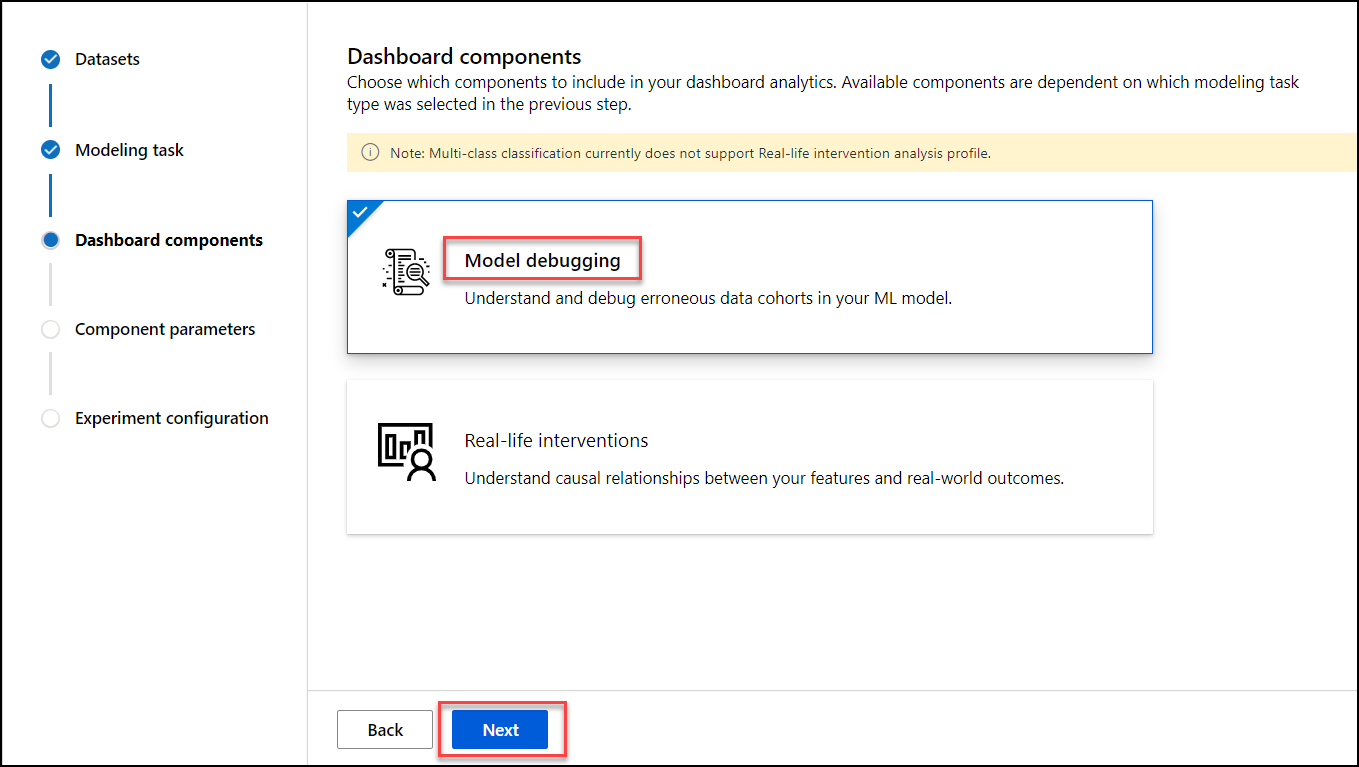 Datasets
Modeling task
Dashboard components
Component parameters
Experiment configuration
Dashboard components
Choose which components to include in your dashboard analytics. Available components are dependent on which modeling task
type was selected in the previous step.
Note: Multi-class classification currently does not support Real-life intervention analysis profile.
Model debugging
Understand and debug erroneous data cohorts in your ML model.
Real-life interventions
Understand causal relationships between your features and real-world outcomes.
Back
Next